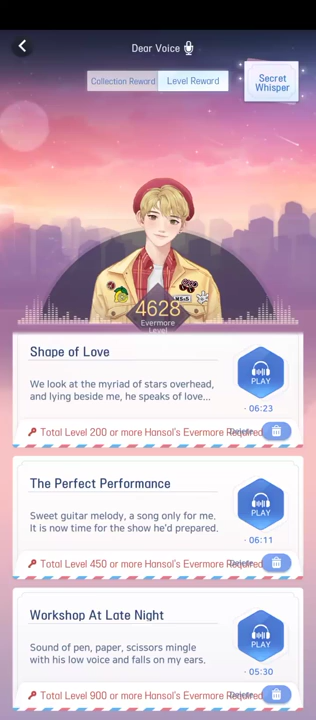 Dear Voice
Collection Reward
Level Reward
Secret
Whisper
4628
Evermore
Level
Shape of Love
We look at the myriad of stars overhead,
and lying beside me, he speaks of love...
PLAY
- 06:23
Total Level 200 or more Hansol's Evermore Required
Delete
The Perfect Performance
Sweet guitar melody, a song only for me.
It is now time for the show he'd prepared.
PLAY
- 06:11
Total Level 450 or more Hansol's Evermore Required
Delete
Workshop At Late Night
Sound of pen, paper, scissors mingle
with his low voice and falls on my ears.
PLAY
- 05:30
Total Level 900 or more Hansol's Evermore Required
Delete